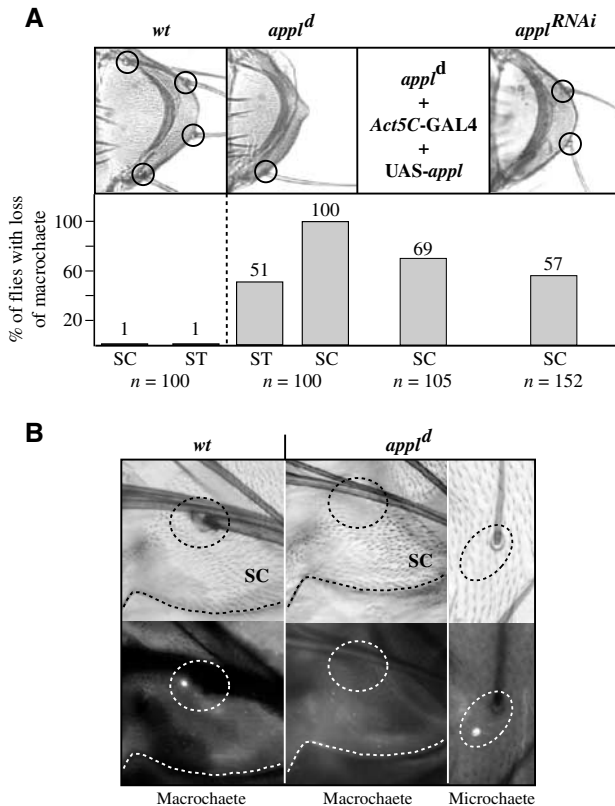 A
wt
appl^d
appl^RNAi
appl^d
+
Act5C-GAL4
+
UAS-appl
% of flies with loss
of macrochaete
100
60
20
1
1
51
100
69
57
SC
ST
ST
SC
SC
SC
n = 100
n = 100
n = 105
n = 152
B
wt
appl^d
SC
SC
Macrochaete
Macrochaete
Microchaete